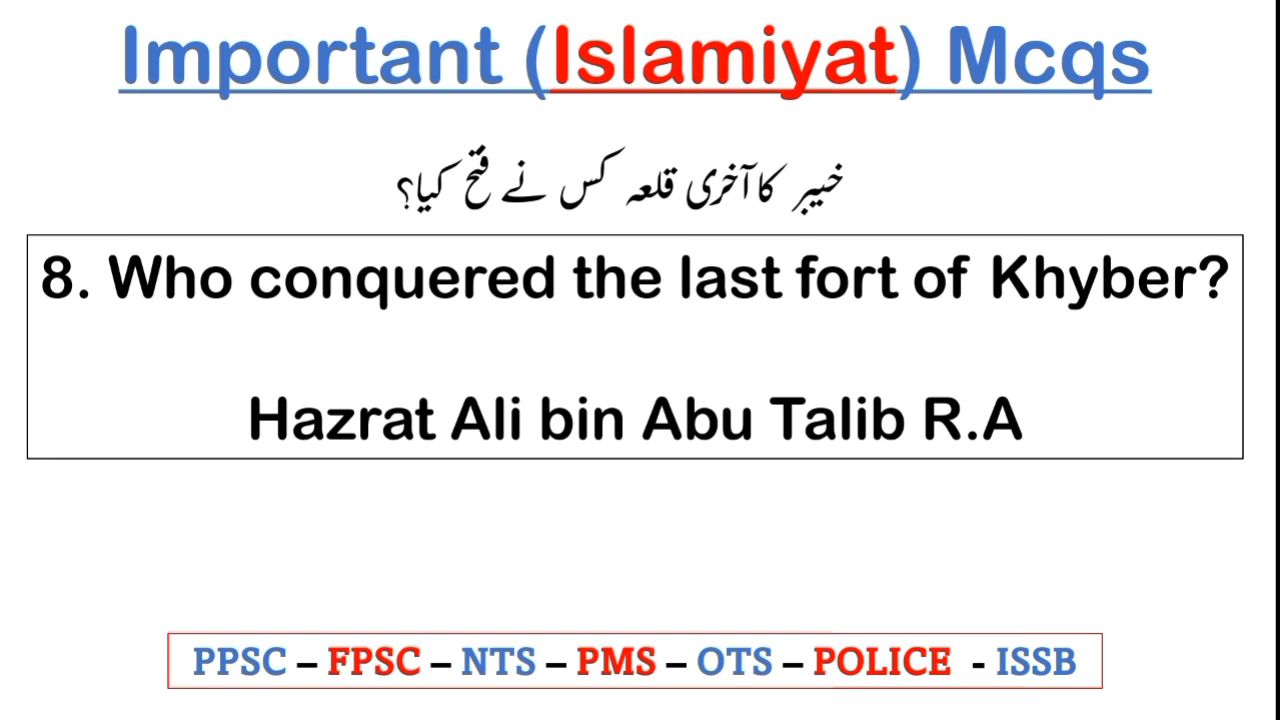 Important (Islamiyat) Mcqs
خیبر کا آخری قلعہ کس نے فتح کیا؟
8. Who conquered the last fort of Khyber?
Hazrat Ali bin Abu Talib R.A
PPSC – FPSC – NTS – PMS – OTS – POLICE - ISSB